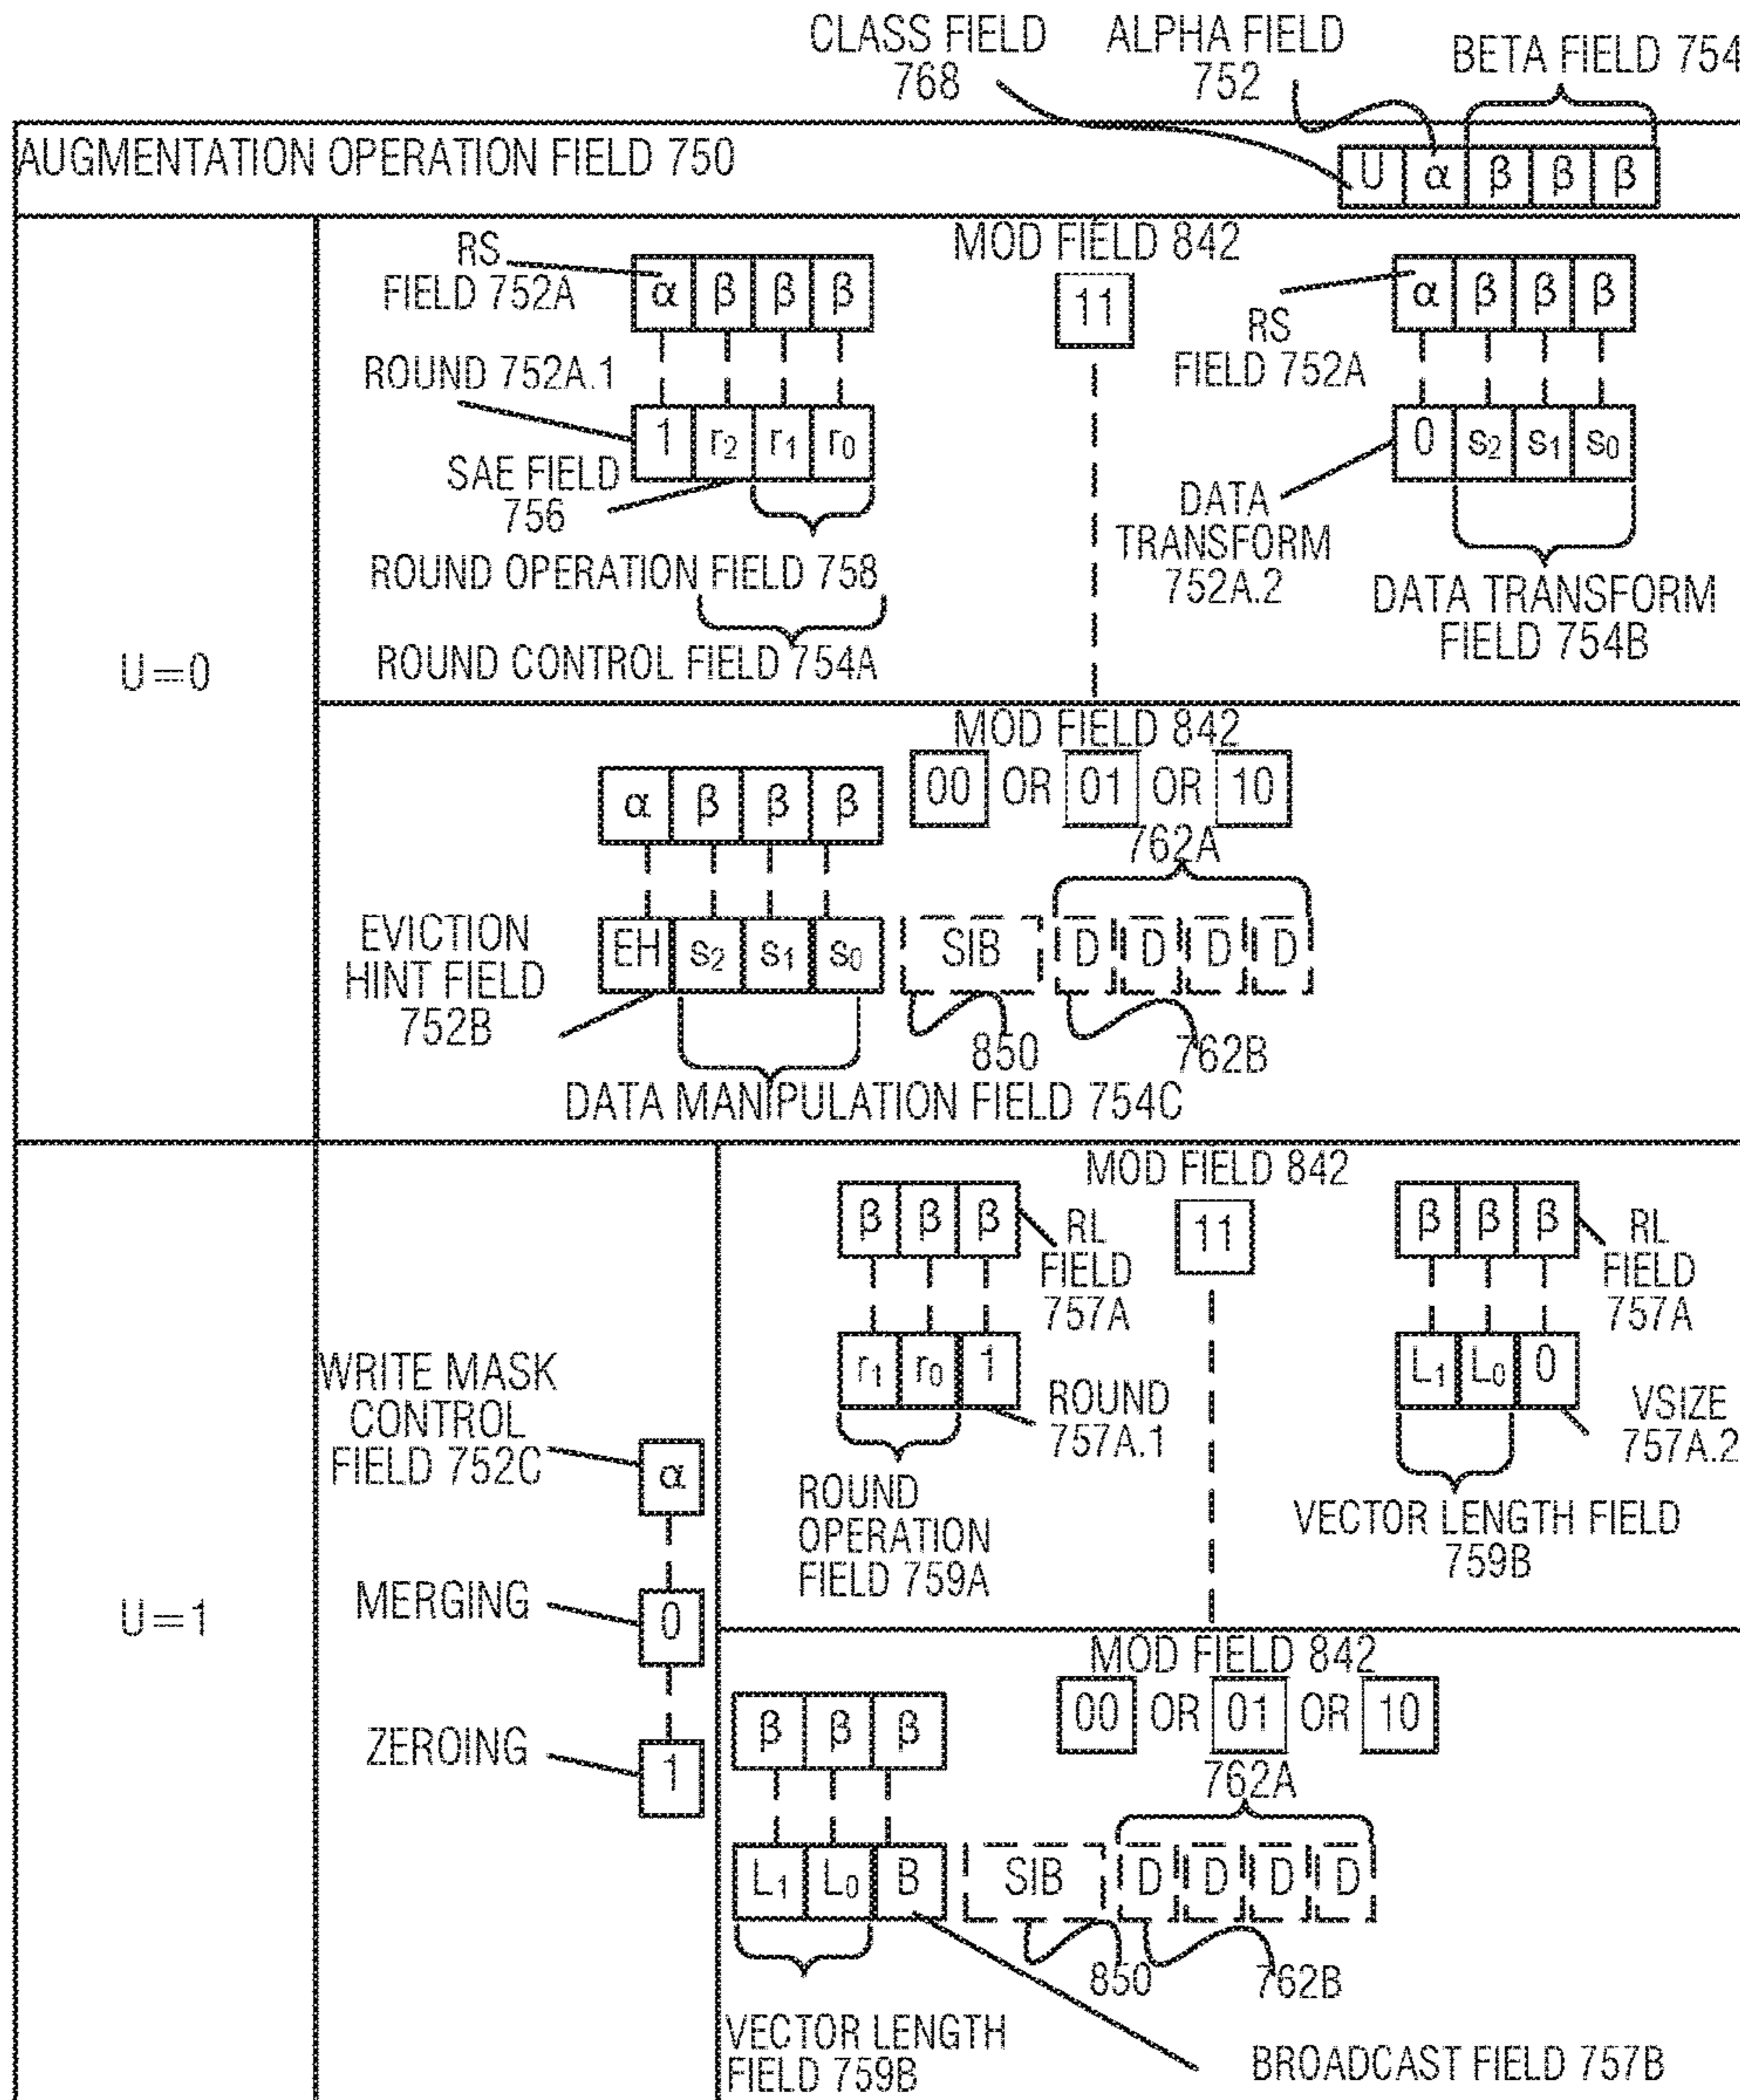 CLASS FIELD
768
ALPHA FIELD
752
BETA FIELD 754
AUGMENTATION OPERATION FIELD 750
U α β β β
U=0
MOD FIELD 842
11
RS
FIELD 752A
α β β β
ROUND 752A.1
1 r2 r1 r0
SAE FIELD
756
ROUND OPERATION FIELD 758
ROUND CONTROL FIELD 754A
α β β β
RS
FIELD 752A
0 s2 s1 s0
DATA
TRANSFORM
752A.2
DATA TRANSFORM
FIELD 754B
MOD FIELD 842
00 OR 01 OR 10
α β β β
762A
EVICTION
HINT FIELD
752B
EH s2 s1 s0 SIB D D D D
850
762B
DATA MANIPULATION FIELD 754C
U=1
WRITE MASK
CONTROL
FIELD 752C
α
MERGING
0
ZEROING
1
MOD FIELD 842
11
β β β
RL
FIELD
757A
r1 r0 1
ROUND
757A.1
ROUND
OPERATION
FIELD 759A
β β β
RL
FIELD
757A
L1 L0 0
VSIZE
757A.2
VECTOR LENGTH FIELD
759B
MOD FIELD 842
00 OR 01 OR 10
β β β
762A
L1 L0 B SIB D D D D
850
762B
VECTOR LENGTH
FIELD 759B
BROADCAST FIELD 757B